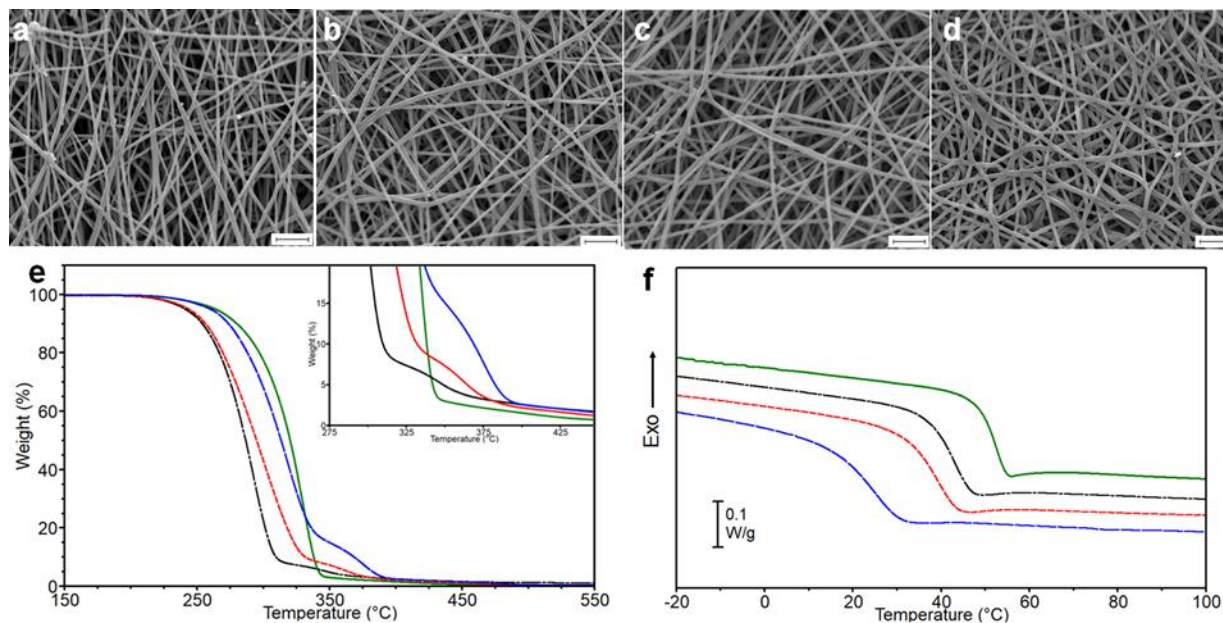 a b c d
e
100
80
60
40
20
0
Weight (%)
150 250 350 450 550
Temperature (°C)
15
10
5
0
Weight (%)
275 325 375 425
Temperature (°C)
f
Exo
0.1
W/g
-20 0 20 40 60 80 100
Temperature (°C)